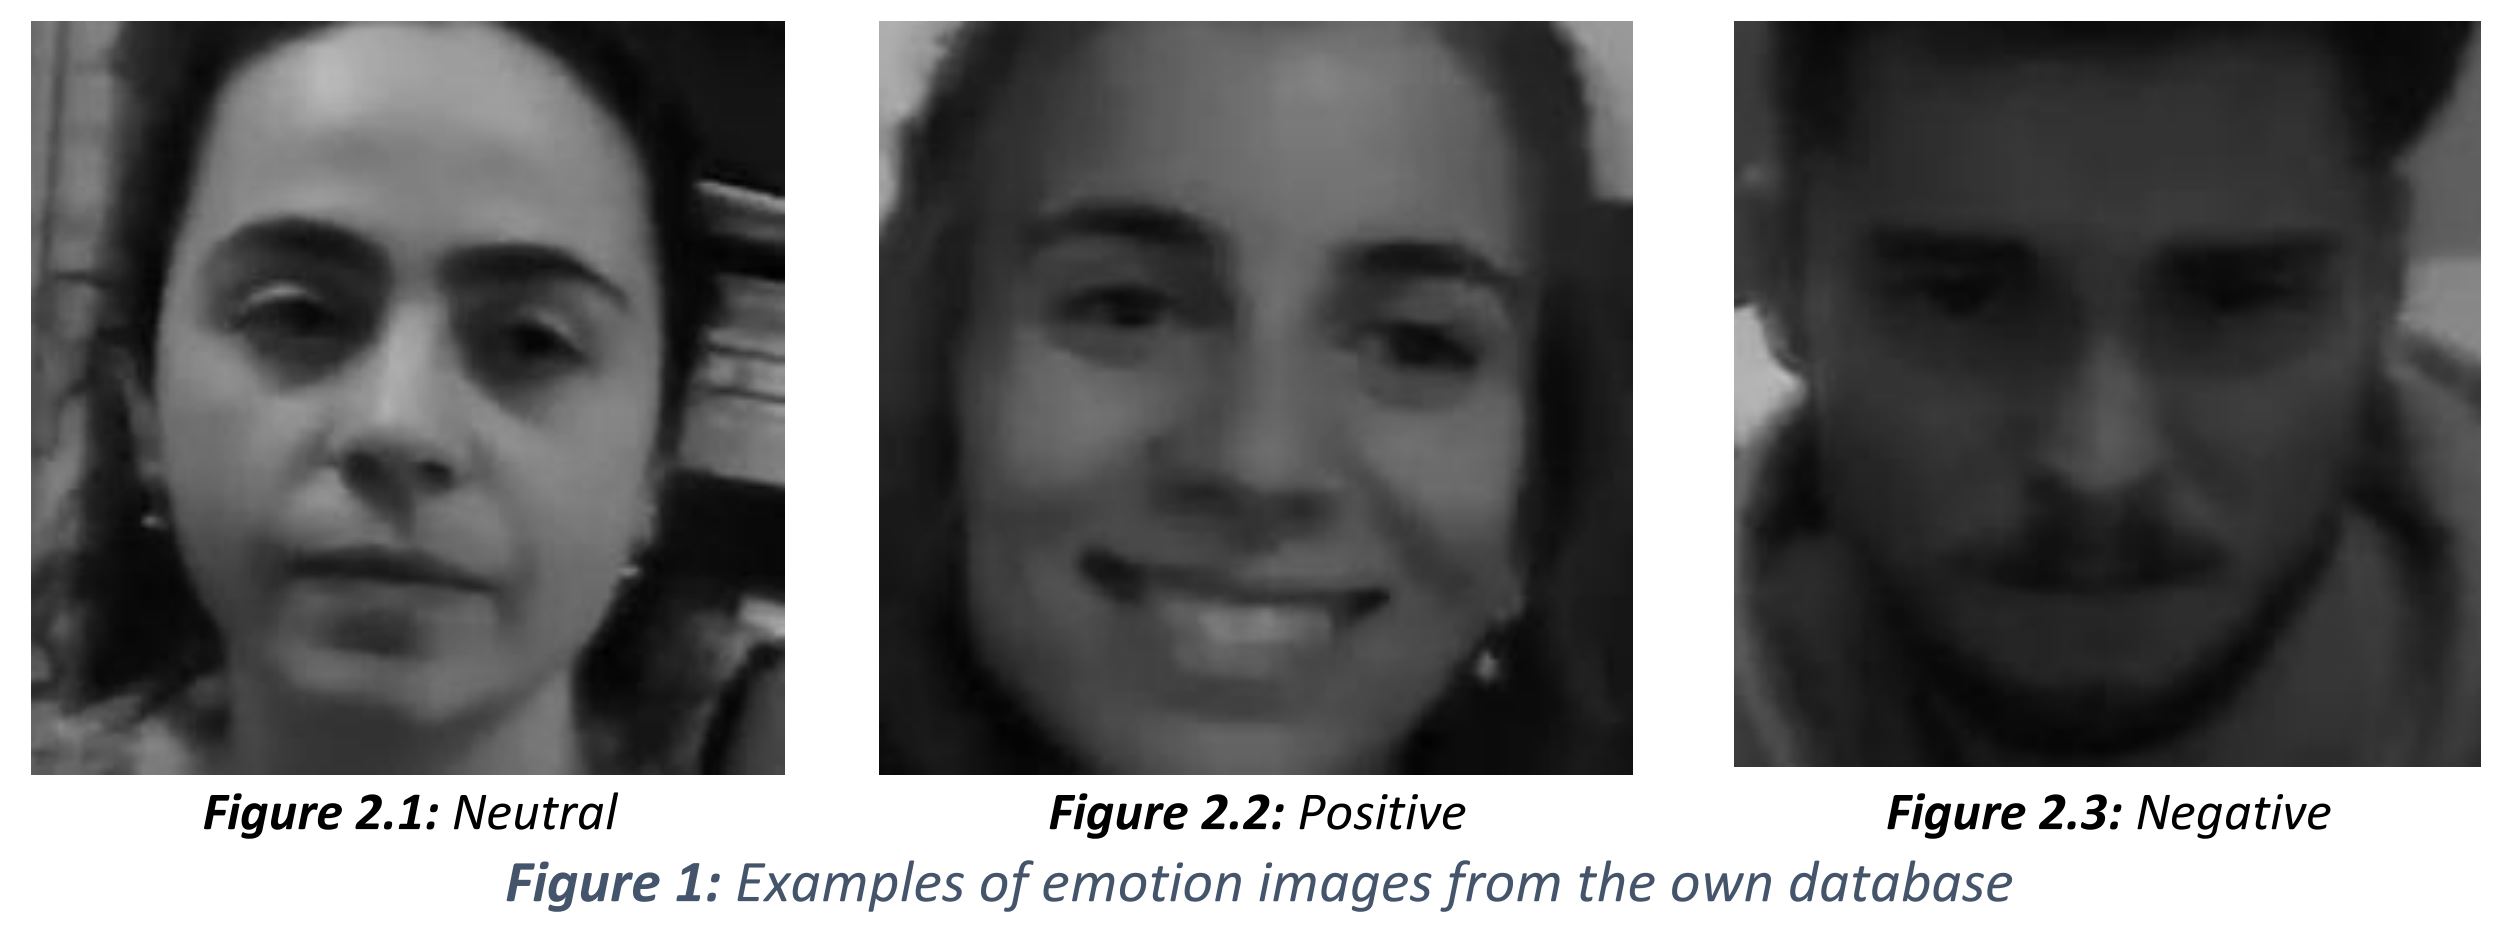 Figure 2.1: Neutral
Figure 2.2: Positive
Figure 2.3: Negative
Figure 1: Examples of emotion images from the own database